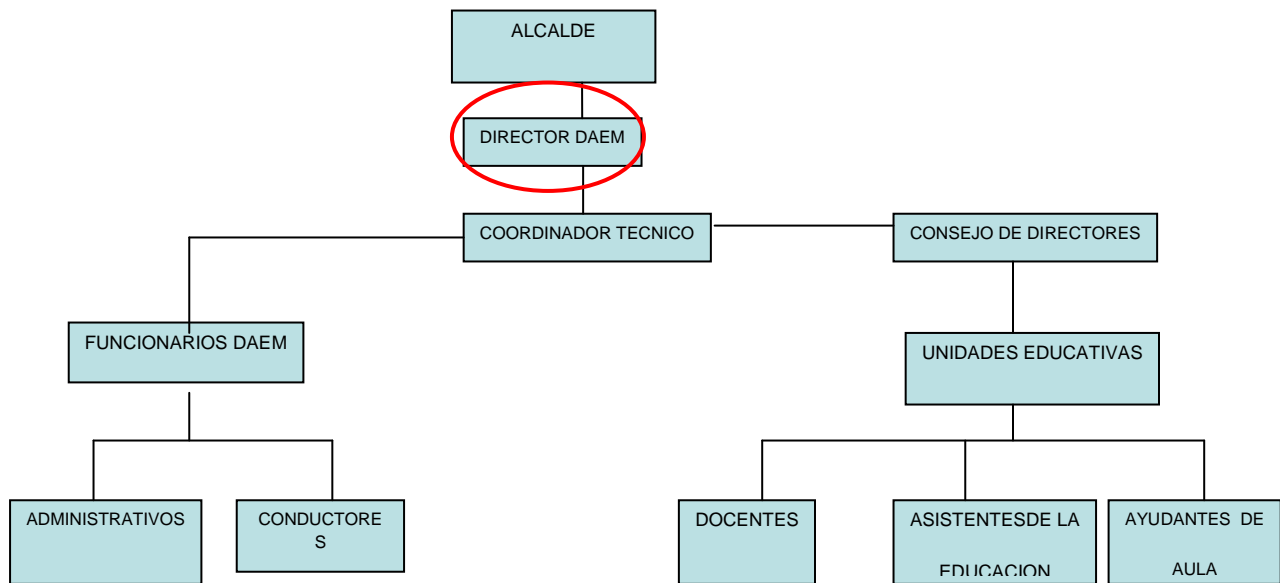 ALCALDE
DIRECTOR DAEM
COORDINADOR TECNICO
CONSEJO DE DIRECTORES
FUNCIONARIOS DAEM
UNIDADES EDUCATIVAS
ADMINISTRATIVOS
CONDUCTORE
S
DOCENTES
ASISTENTESDE LA
EDUCACION
AYUDANTES DE
AULA